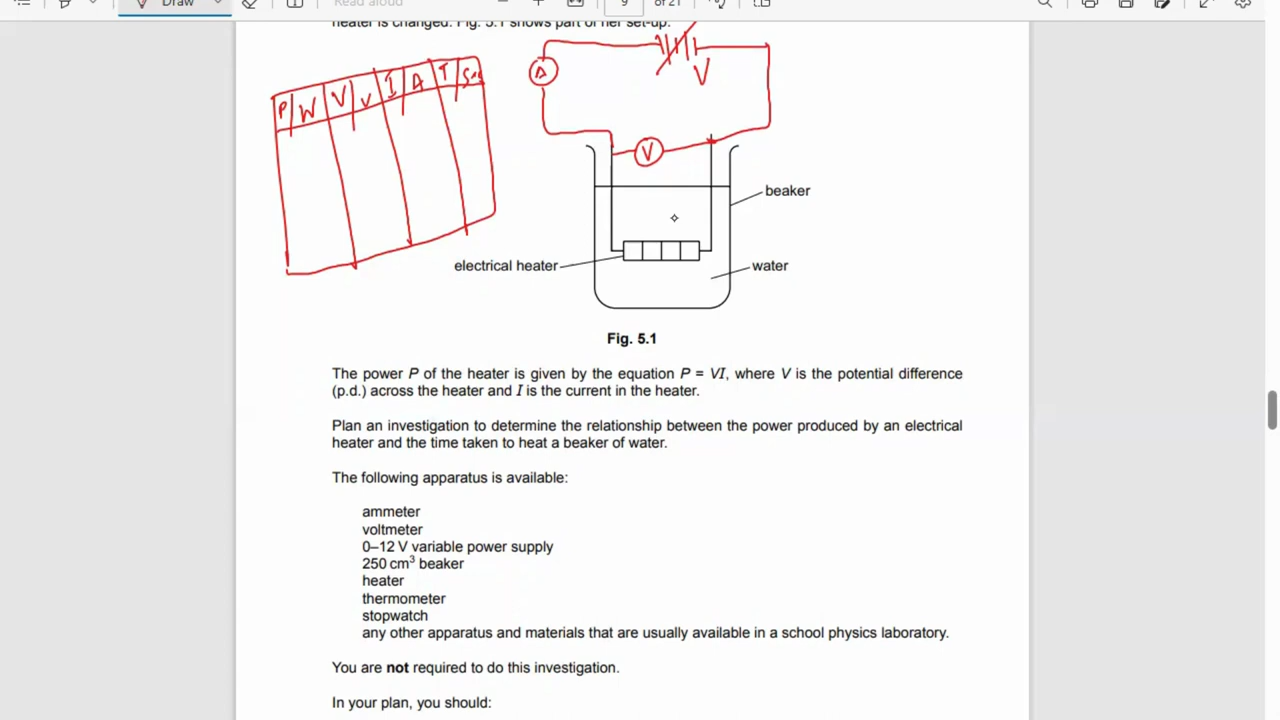 Draw
Read aloud
9
of 21
heater is changed. Fig. 5.1 shows part of her set-up.
P/W V/V I/A T/Sec
A
V
V
beaker
electrical heater
water
Fig. 5.1
The power P of the heater is given by the equation P = VI, where V is the potential difference
(p.d.) across the heater and I is the current in the heater.
Plan an investigation to determine the relationship between the power produced by an electrical
heater and the time taken to heat a beaker of water.
The following apparatus is available:
ammeter
voltmeter
0–12 V variable power supply
250 cm³ beaker
heater
thermometer
stopwatch
any other apparatus and materials that are usually available in a school physics laboratory.
You are not required to do this investigation.
In your plan, you should: